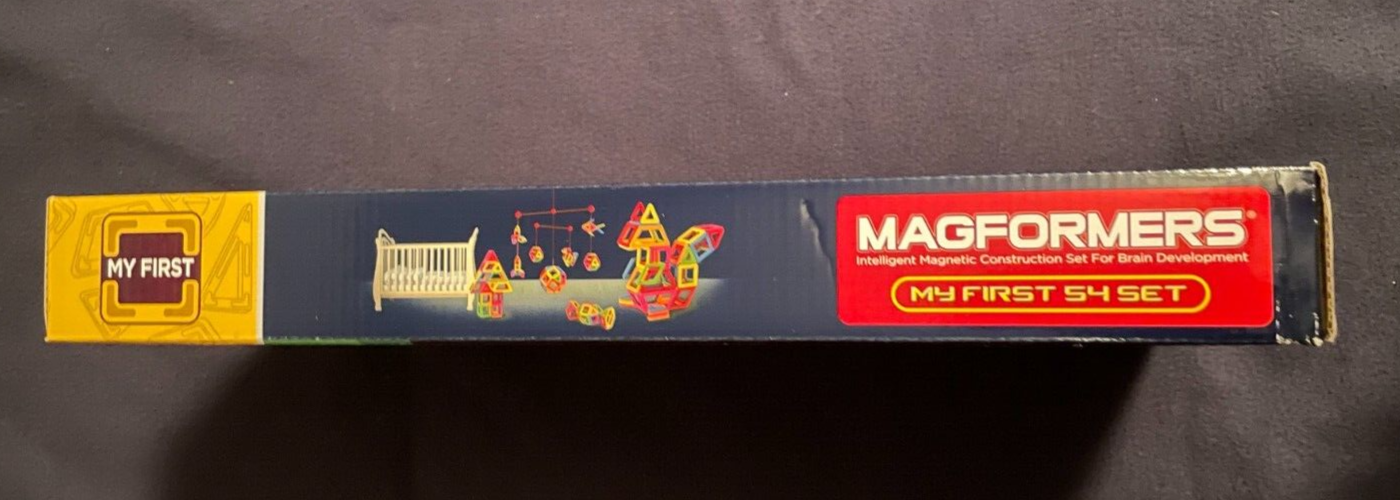 MY FIRST
MAGFORMERS®
Intelligent Magnetic Construction Set For Brain Development
MY FIRST 54 SET